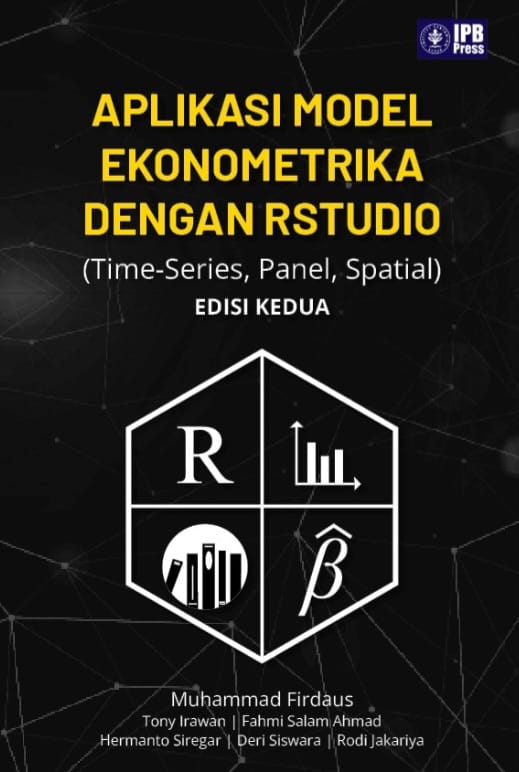 IPB
Press
APLIKASI MODEL
EKONOMETRIKA
DENGAN RSTUDIO
(Time-Series, Panel, Spatial)
EDISI KEDUA
R
β̂
Muhammad Firdaus
Tony Irawan | Fahmi Salam Ahmad
Hermanto Siregar | Deri Siswara | Rodi Jakariya